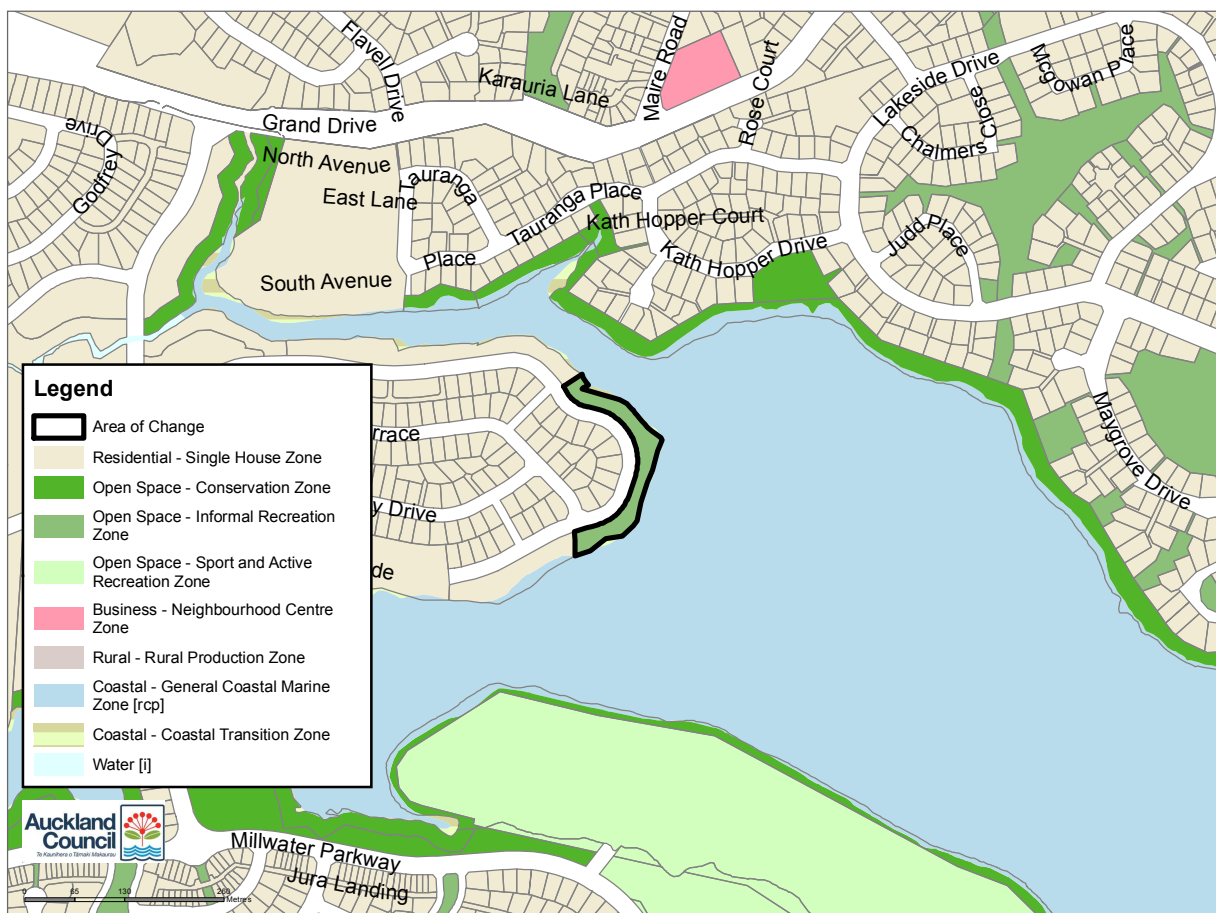 Flavell Drive
Karauria Lane
Maire Road
Rose Court
Lakeside Drive
Mcgowan Place
Chalmers Close
Grand Drive
Godfrey Drive
North Avenue
East Lane
Tauranga
Place
Tauranga Place
Kath Hopper Court
Kath Hopper Drive
Judd Place
South Avenue
Maygrove Drive
rrace
y Drive
de
Legend
Area of Change
Residential - Single House Zone
Open Space - Conservation Zone
Open Space - Informal Recreation
Zone
Open Space - Sport and Active
Recreation Zone
Business - Neighbourhood Centre
Zone
Rural - Rural Production Zone
Coastal - General Coastal Marine
Zone [rcp]
Coastal - Coastal Transition Zone
Water [i]
Auckland
Council
Te Kaunihera o Tāmaki Makaurau
Millwater Parkway
Jura Landing
0 65 130 260
Metres